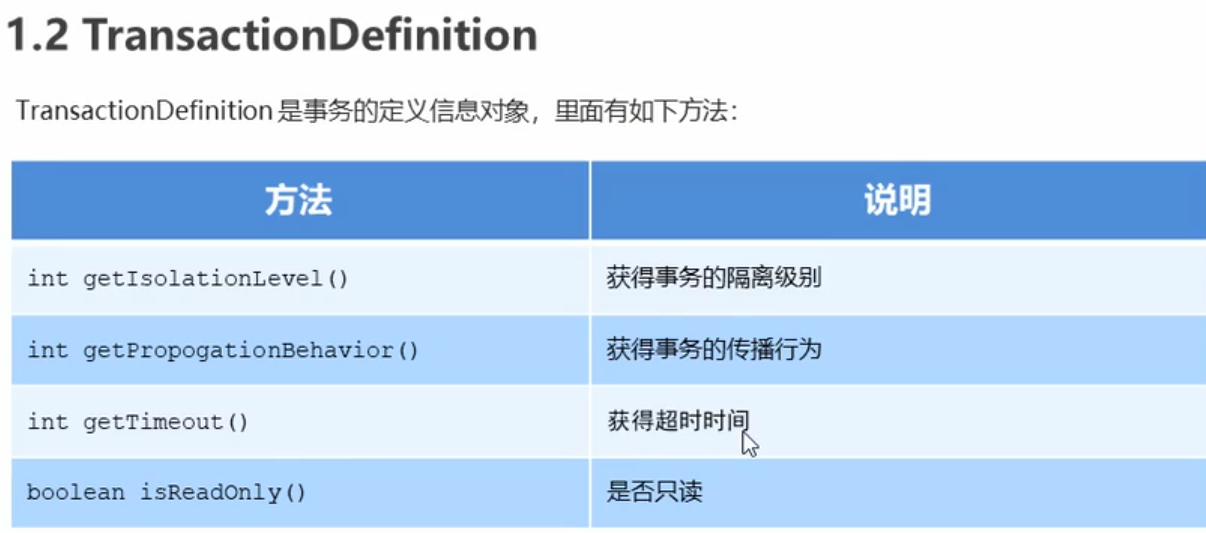 1.2 TransactionDefinition
TransactionDefinition 是事务的定义信息对象，里面有如下方法：
方法 说明
int getIsolationLevel() 获得事务的隔离级别
int getPropogationBehavior() 获得事务的传播行为
int getTimeout() 获得超时时间
boolean isReadOnly() 是否只读